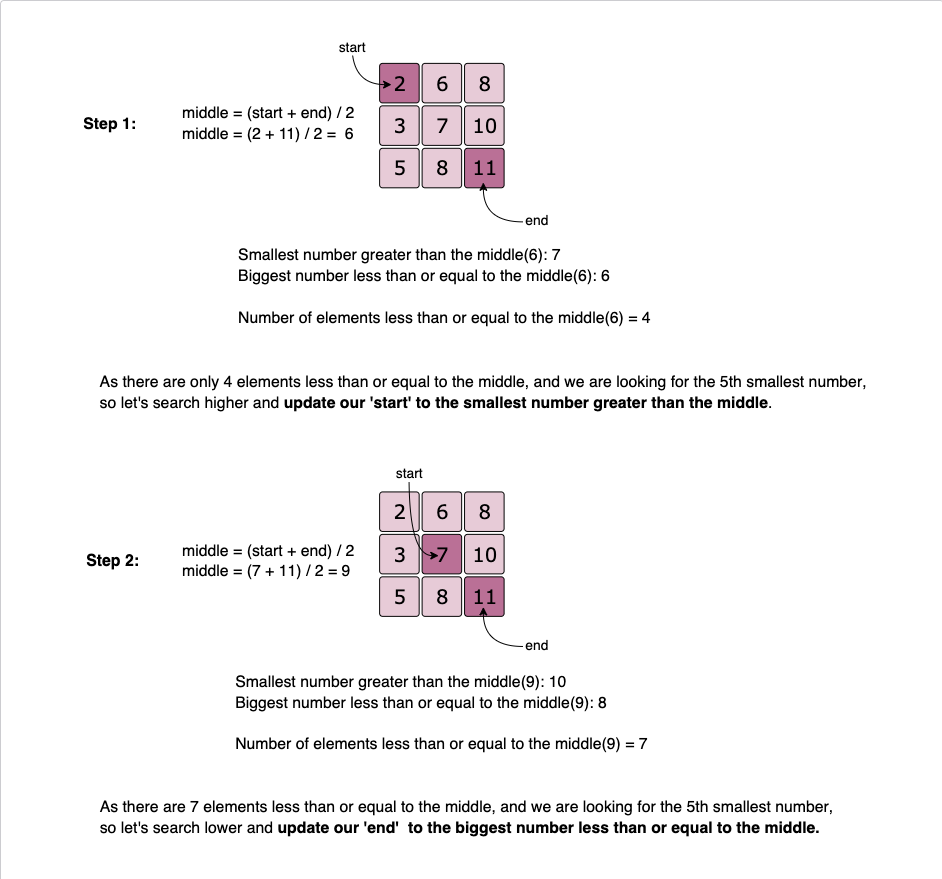 start
2 6 8
Step 1:
middle = (start + end) / 2
middle = (2 + 11) / 2 =  6
3 7 10
5 8 11
end
Smallest number greater than the middle(6): 7
Biggest number less than or equal to the middle(6): 6
Number of elements less than or equal to the middle(6) = 4
As there are only 4 elements less than or equal to the middle, and we are looking for the 5th smallest number,
so let's search higher and update our 'start' to the smallest number greater than the middle.
start
2 6 8
Step 2:
middle = (start + end) / 2
middle = (7 + 11) / 2 = 9
3 7 10
5 8 11
end
Smallest number greater than the middle(9): 10
Biggest number less than or equal to the middle(9): 8
Number of elements less than or equal to the middle(9) = 7
As there are 7 elements less than or equal to the middle, and we are looking for the 5th smallest number,
so let's search lower and update our 'end'  to the biggest number less than or equal to the middle.